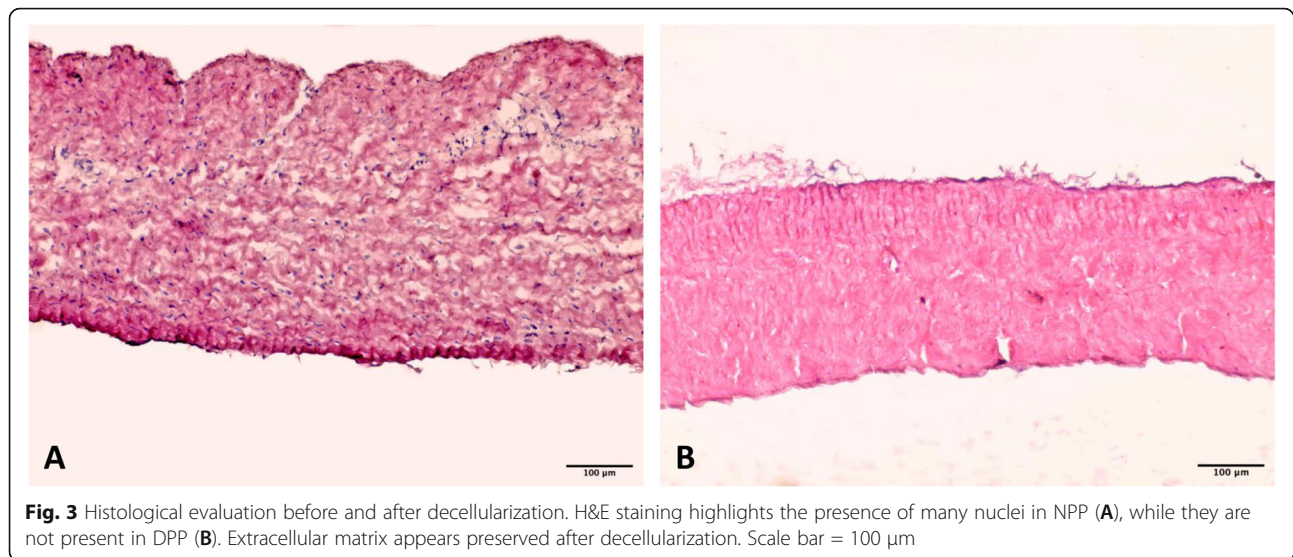 A
100 µm
B
100 µm
Fig. 3 Histological evaluation before and after decellularization. H&E staining highlights the presence of many nuclei in NPP (A), while they are
not present in DPP (B). Extracellular matrix appears preserved after decellularization. Scale bar = 100 µm